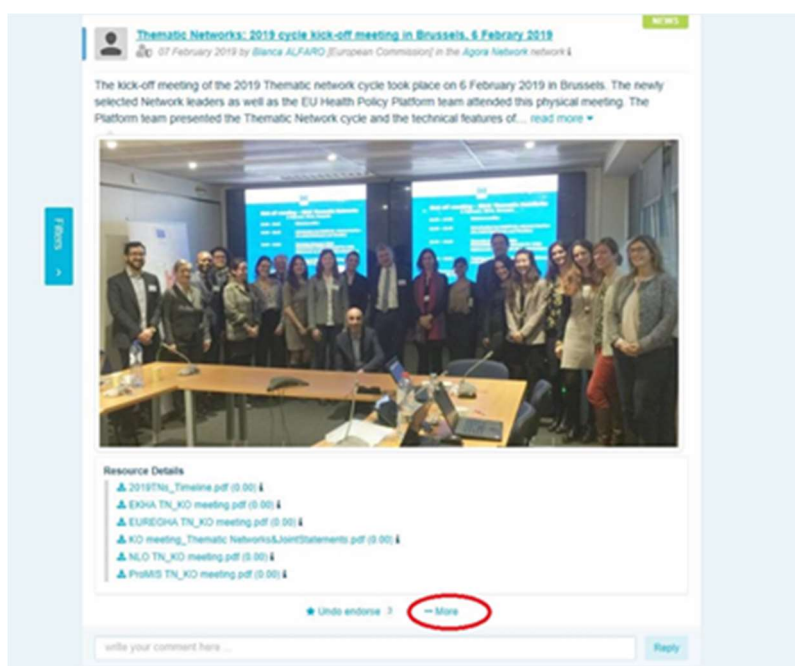 NEWS
Thematic Networks: 2019 cycle kick-off meeting in Brussels, 6 Febrary 2019
07 February 2019 by Blanca ALFARO [European Commission] in the Agora Network network
The kick-off meeting of the 2019 Thematic network cycle took place on 6 February 2019 in Brussels. The newly
selected Network leaders as well as the EU Health Policy Platform team attended this physical meeting. The
Platform team presented the Thematic Network cycle and the technical features of... read more
Filters
Resource Details
2019TNs_Timeline.pdf (0.00)
EKHA TN_KO meeting.pdf (0.00)
EUREGHA TN_KO meeting.pdf (0.00)
KO meeting_Thematic Networks&JointStatements.pdf (0.00)
NLO TN_KO meeting.pdf (0.00)
ProMIS TN_KO meeting.pdf (0.00)
Undo endorse 3 More
write your comment here ... Reply